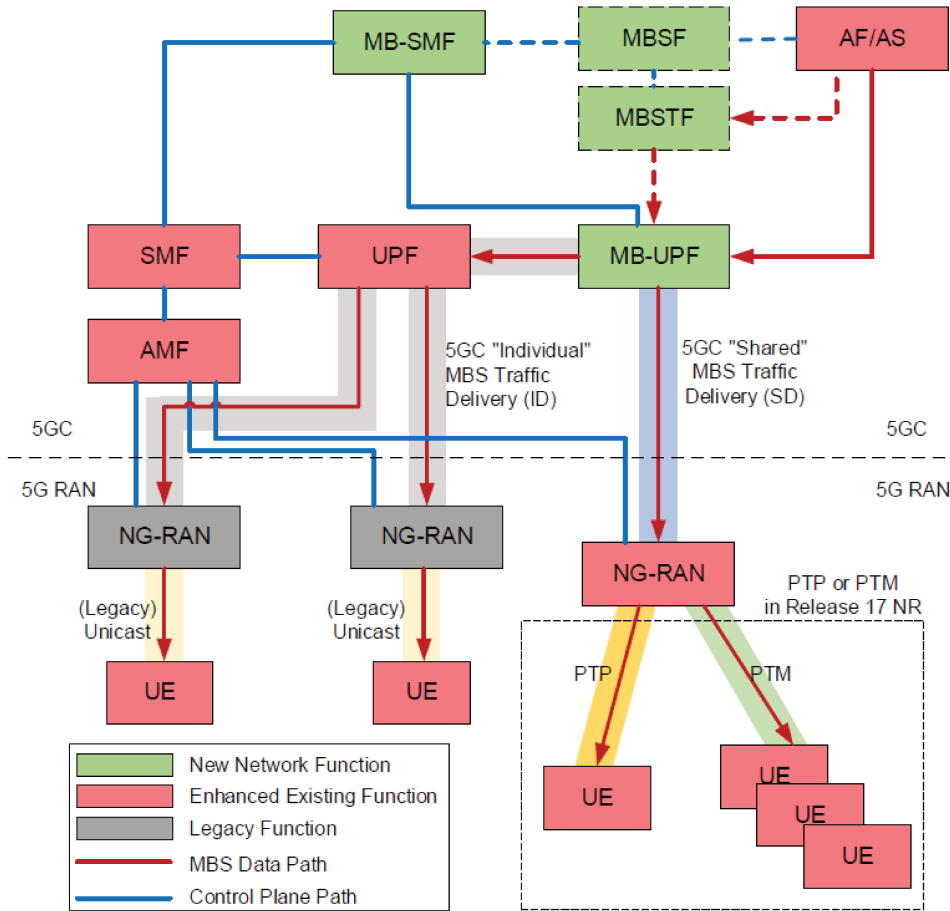 MB-SMF
MBSF
AF/AS
MBSTF
SMF
UPF
MB-UPF
AMF
5GC "Individual"
MBS Traffic
Delivery (ID)
5GC "Shared"
MBS Traffic
Delivery (SD)
5GC
5GC
5G RAN
5G RAN
NG-RAN
NG-RAN
NG-RAN
PTP or PTM
in Release 17 NR
(Legacy)
Unicast
(Legacy)
Unicast
PTP
PTM
UE
UE
UE
UE
UE
UE
New Network Function
Enhanced Existing Function
Legacy Function
MBS Data Path
Control Plane Path